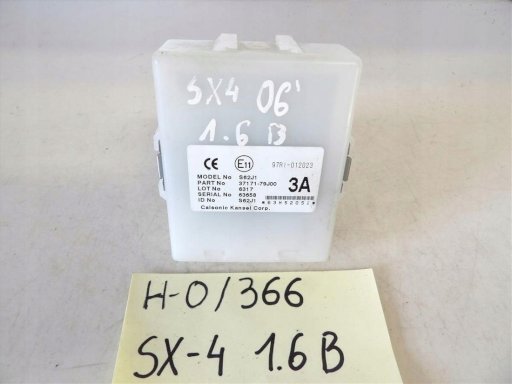 SX4 06'
1.6 B
CE E11 97RI-012023
MODEL No S62J1
PART No 37171-79J00 3A
LOT No 6317
SERIAL No 63658
ID No S62J1
Calsonic Kansei Corp.
H-0/366
SX-4 1.6 B